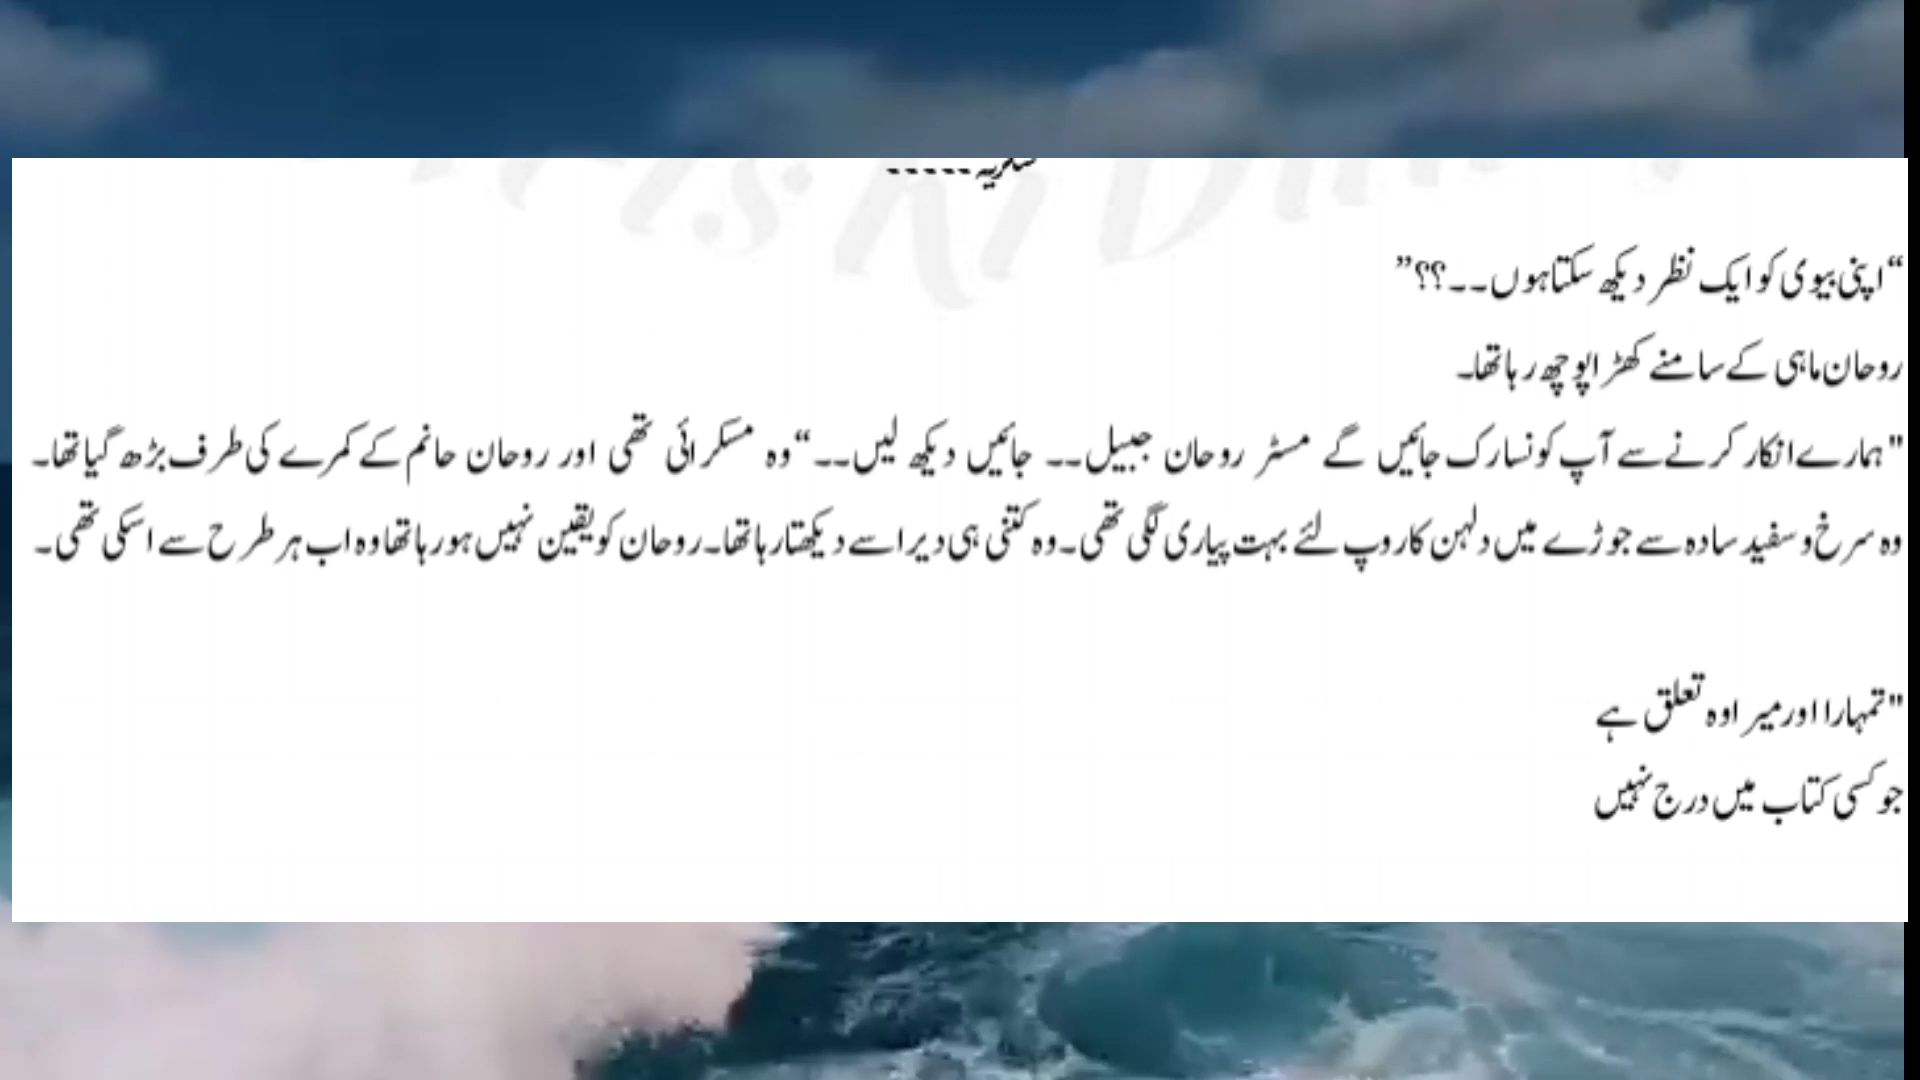 “اپنی بیوی کو ایک نظر دیکھ سکتا ہوں۔۔؟؟”
روحان ماہی کے سامنے کھڑا پوچھ رہا تھا۔
"ہمارے انکار کرنے سے آپ کونسا رک جائیں گے مسٹر روحان جبیل۔۔ جائیں دیکھ لیں۔۔“ وہ مسکرائی تھی اور روحان حانم کے کمرے کی طرف بڑھ گیا تھا۔
وہ سرخ و سفید سادہ سے جوڑے میں دلہن کا روپ لئے بہت پیاری لگی تھی۔ وہ کتنی ہی دیر اسے دیکھتا رہا تھا۔ روحان کو یقین نہیں ہو رہا تھا وہ اب ہر طرح سے اسکی تھی۔
"تمہارا اور میرا وہ تعلق ہے
جو کسی کتاب میں درج نہیں